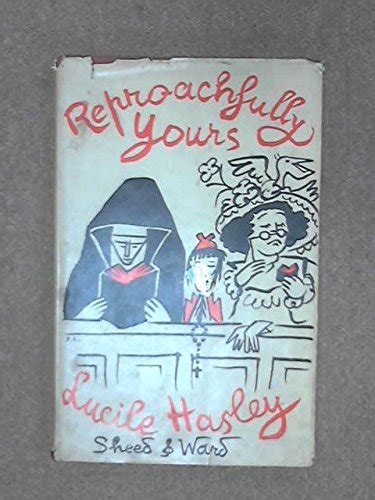 Reproachfully
Yours
Lucile Hasley
Sheed & Ward